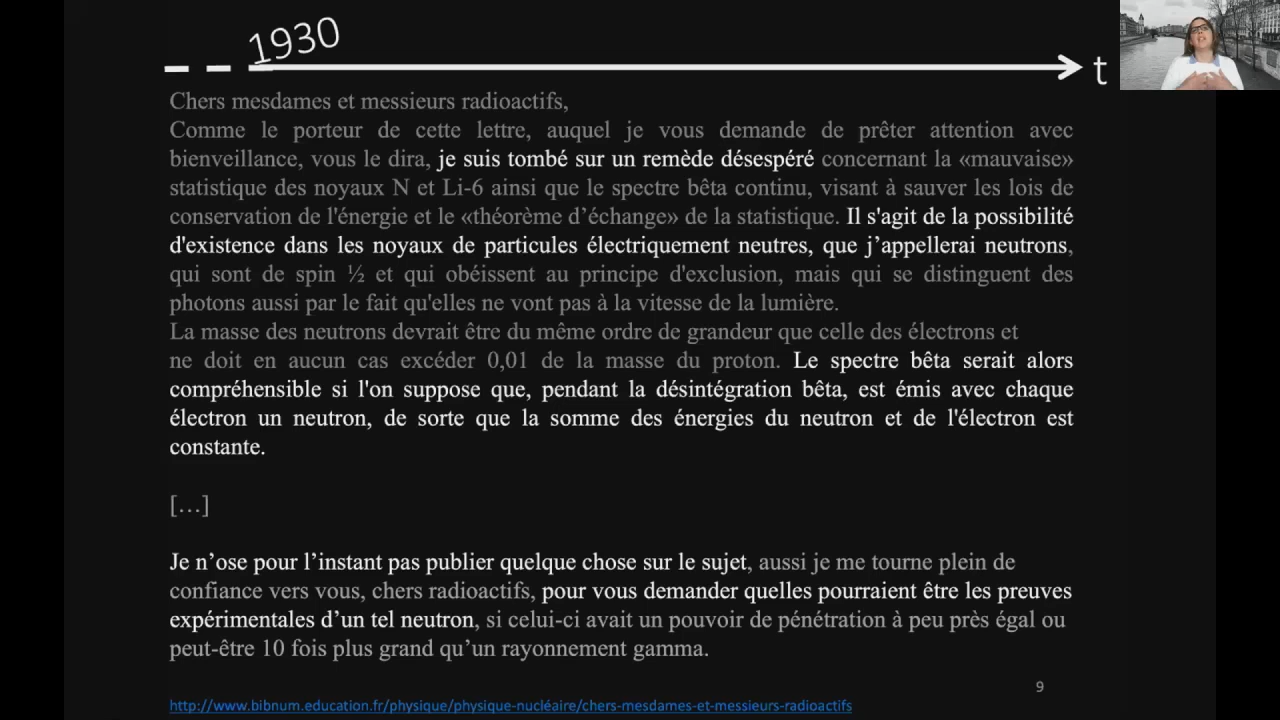 1930
t
Chers mesdames et messieurs radioactifs,
Comme le porteur de cette lettre, auquel je vous demande de prêter attention avec
bienveillance, vous le dira, je suis tombé sur un remède désespéré concernant la «mauvaise»
statistique des noyaux N et Li-6 ainsi que le spectre bêta continu, visant à sauver les lois de
conservation de l'énergie et le «théorème d’échange» de la statistique. Il s'agit de la possibilité
d'existence dans les noyaux de particules électriquement neutres, que j’appellerai neutrons,
qui sont de spin ½ et qui obéissent au principe d'exclusion, mais qui se distinguent des
photons aussi par le fait qu'elles ne vont pas à la vitesse de la lumière.
La masse des neutrons devrait être du même ordre de grandeur que celle des électrons et
ne doit en aucun cas excéder 0,01 de la masse du proton. Le spectre bêta serait alors
compréhensible si l'on suppose que, pendant la désintégration bêta, est émis avec chaque
électron un neutron, de sorte que la somme des énergies du neutron et de l'électron est
constante.
[…]
Je n’ose pour l’instant pas publier quelque chose sur le sujet, aussi je me tourne plein de
confiance vers vous, chers radioactifs, pour vous demander quelles pourraient être les preuves
expérimentales d’un tel neutron, si celui-ci avait un pouvoir de pénétration à peu près égal ou
peut-être 10 fois plus grand qu’un rayonnement gamma.
9
http://www.bibnum.education.fr/physique/physique-nucléaire/chers-mesdames-et-messieurs-radioactifs